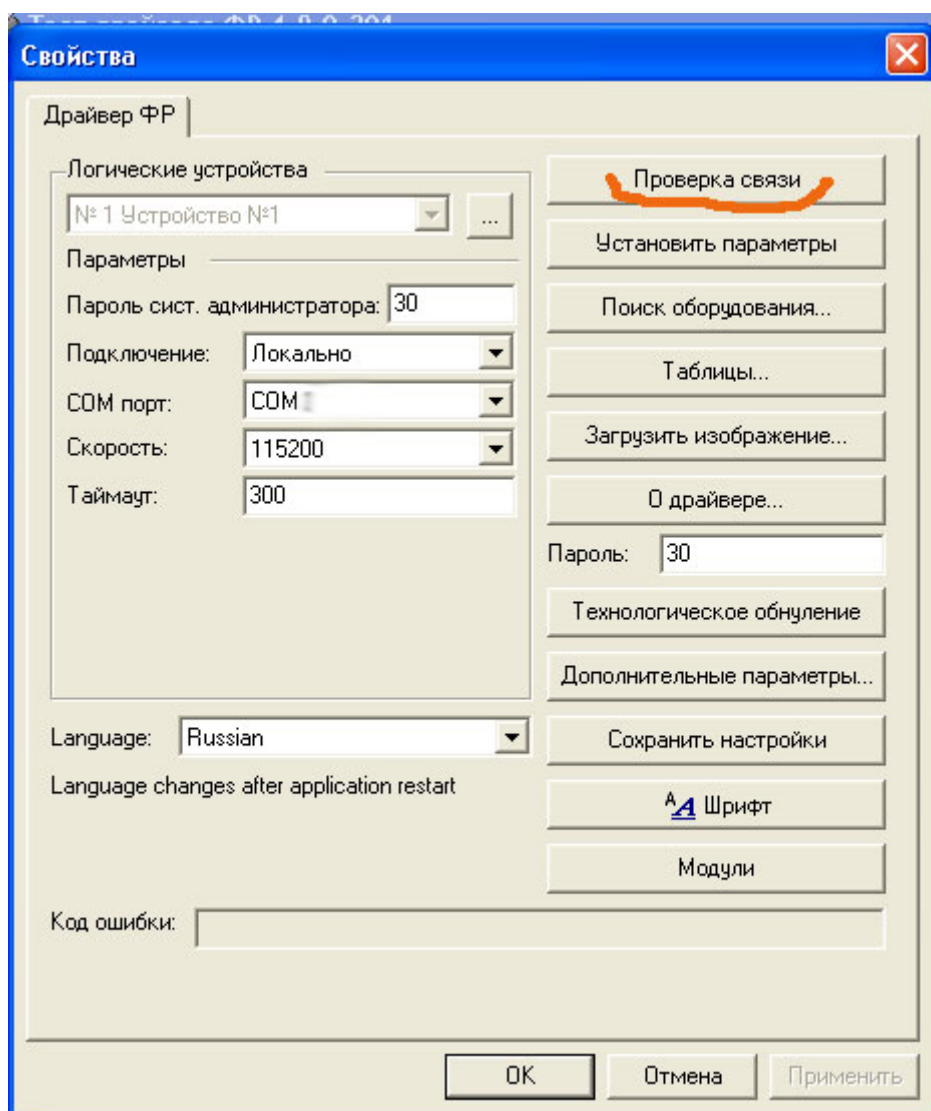 Свойства
Драйвер ФР
Логические устройства
№ 1 Устройство №1
...
Параметры
Пароль сист. администратора: 30
Подключение: Локально
COM порт: COM
Скорость: 115200
Таймаут: 300
Проверка связи
Установить параметры
Поиск оборудования...
Таблицы...
Загрузить изображение...
О драйвере...
Пароль: 30
Технологическое обнуление
Дополнительные параметры...
Сохранить настройки
AA Шрифт
Модули
Language: Russian
Language changes after application restart
Код ошибки:
OK
Отмена
Применить